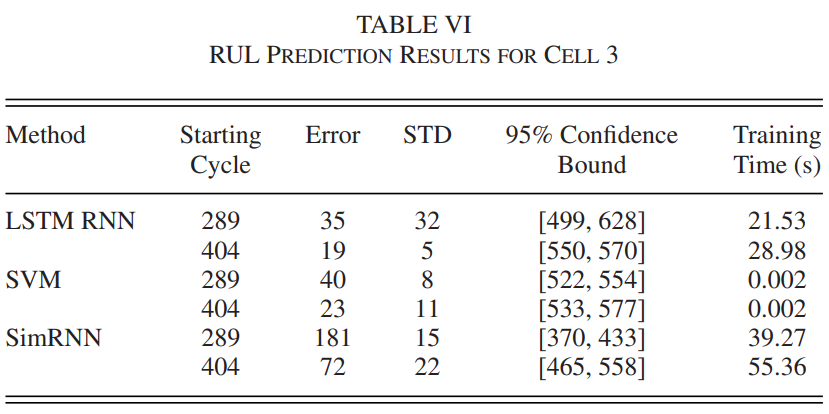 TABLE VI
RUL PREDICTION RESULTS FOR CELL 3
Method Starting Cycle Error STD 95% Confidence Bound Training Time (s)
LSTM RNN 289 35 32 [499, 628] 21.53
404 19 5 [550, 570] 28.98
SVM 289 40 8 [522, 554] 0.002
404 23 11 [533, 577] 0.002
SimRNN 289 181 15 [370, 433] 39.27
404 72 22 [465, 558] 55.36